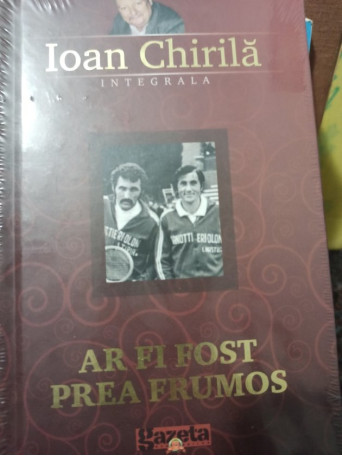 Ioan Chirilă
INTEGRALA
AR FI FOST
PREA FRUMOS
gazeta